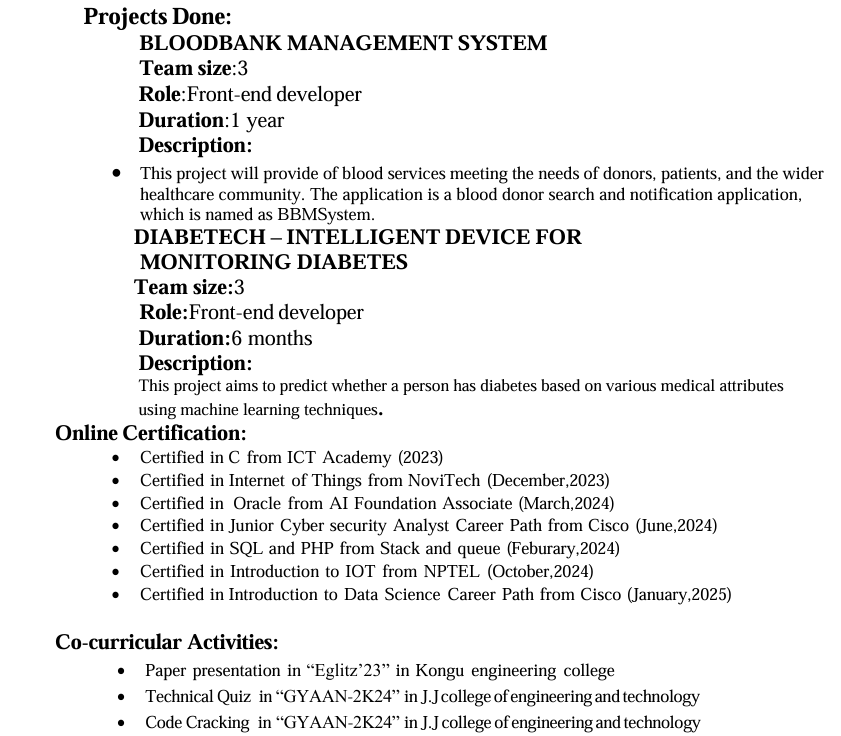 Projects Done:
BLOODBANK MANAGEMENT SYSTEM
Team size:3
Role:Front-end developer
Duration:1 year
Description:
• This project will provide of blood services meeting the needs of donors, patients, and the wider
healthcare community. The application is a blood donor search and notification application,
which is named as BBMSystem.
DIABETECH – INTELLIGENT DEVICE FOR
MONITORING DIABETES
Team size:3
Role:Front-end developer
Duration:6 months
Description:
This project aims to predict whether a person has diabetes based on various medical attributes
using machine learning techniques.
Online Certification:
• Certified in C from ICT Academy (2023)
• Certified in Internet of Things from NoviTech (December,2023)
• Certified in Oracle from AI Foundation Associate (March,2024)
• Certified in Junior Cyber security Analyst Career Path from Cisco (June,2024)
• Certified in SQL and PHP from Stack and queue (Feburary,2024)
• Certified in Introduction to IOT from NPTEL (October,2024)
• Certified in Introduction to Data Science Career Path from Cisco (January,2025)
Co-curricular Activities:
• Paper presentation in “Eglitz’23” in Kongu engineering college
• Technical Quiz in “GYAAN-2K24” in J.J college of engineering and technology
• Code Cracking in “GYAAN-2K24” in J.J college of engineering and technology